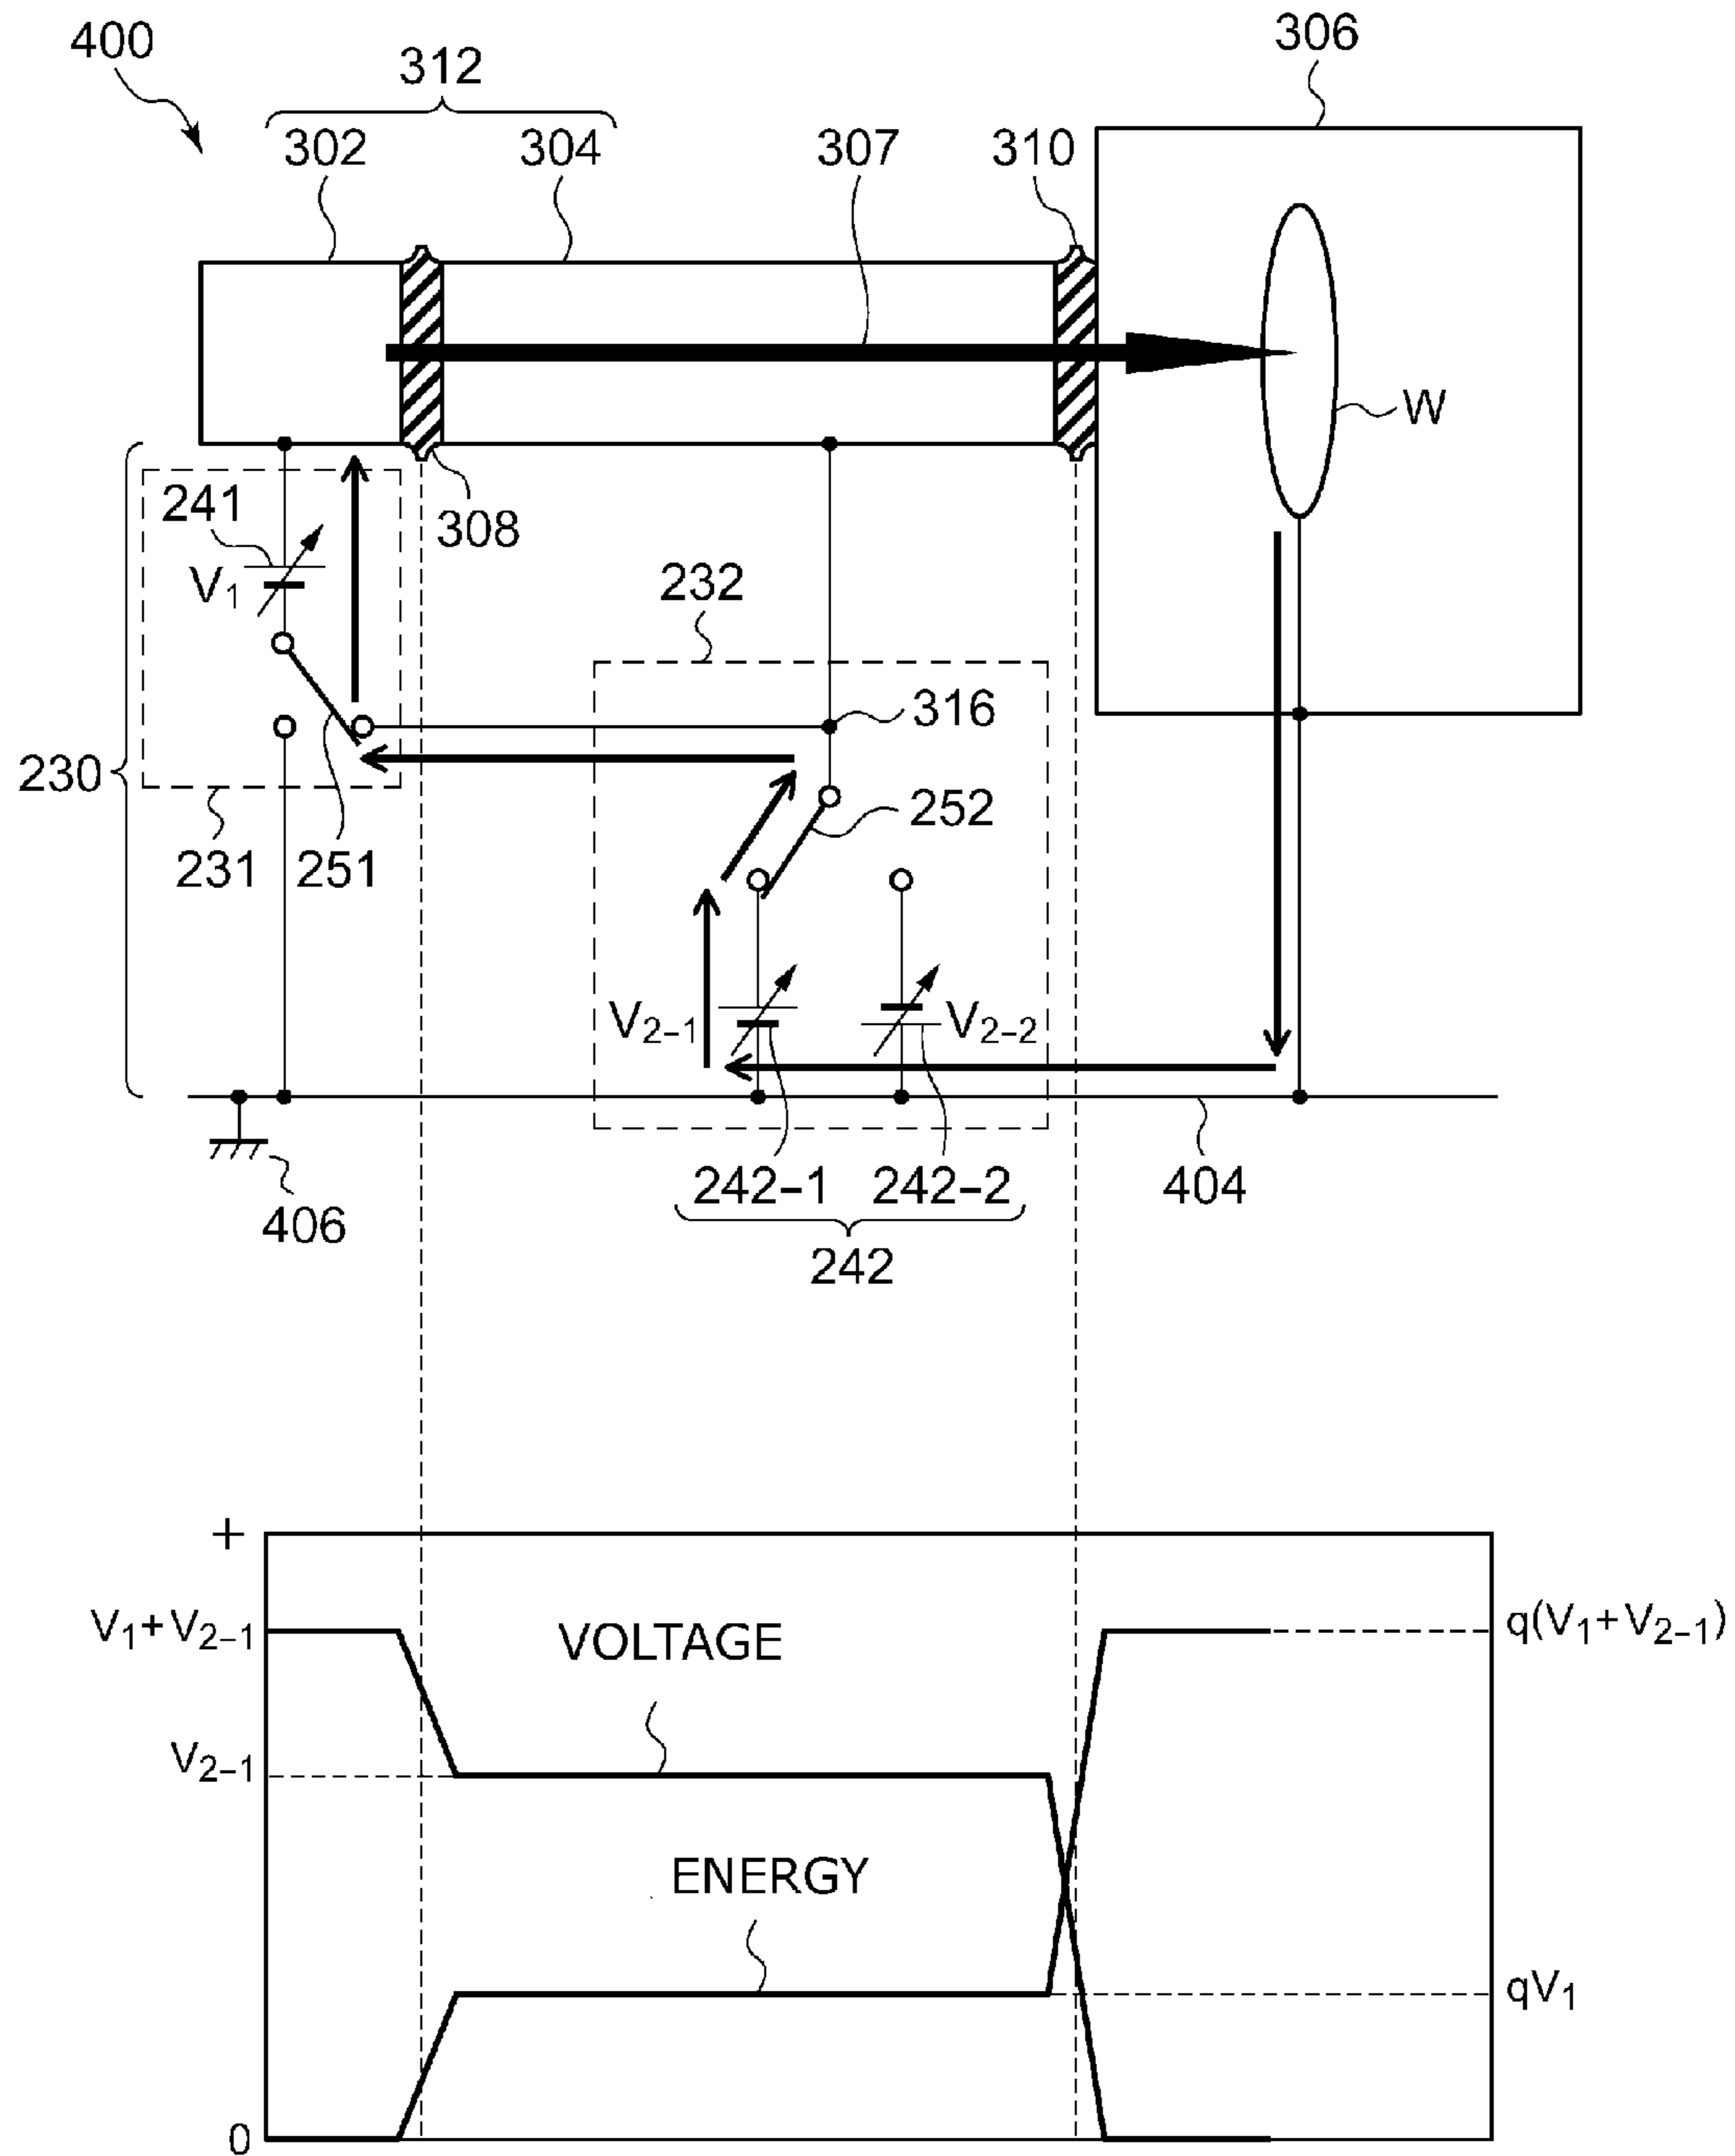 400
312
306
302
304
307
310
W
241
308
V1
232
316
230
252
231
251
V2-1
V2-2
242-1
242-2
404
406
242
+
V1+V2-1
VOLTAGE
q(V1+V2-1)
V2-1
ENERGY
qV1
0